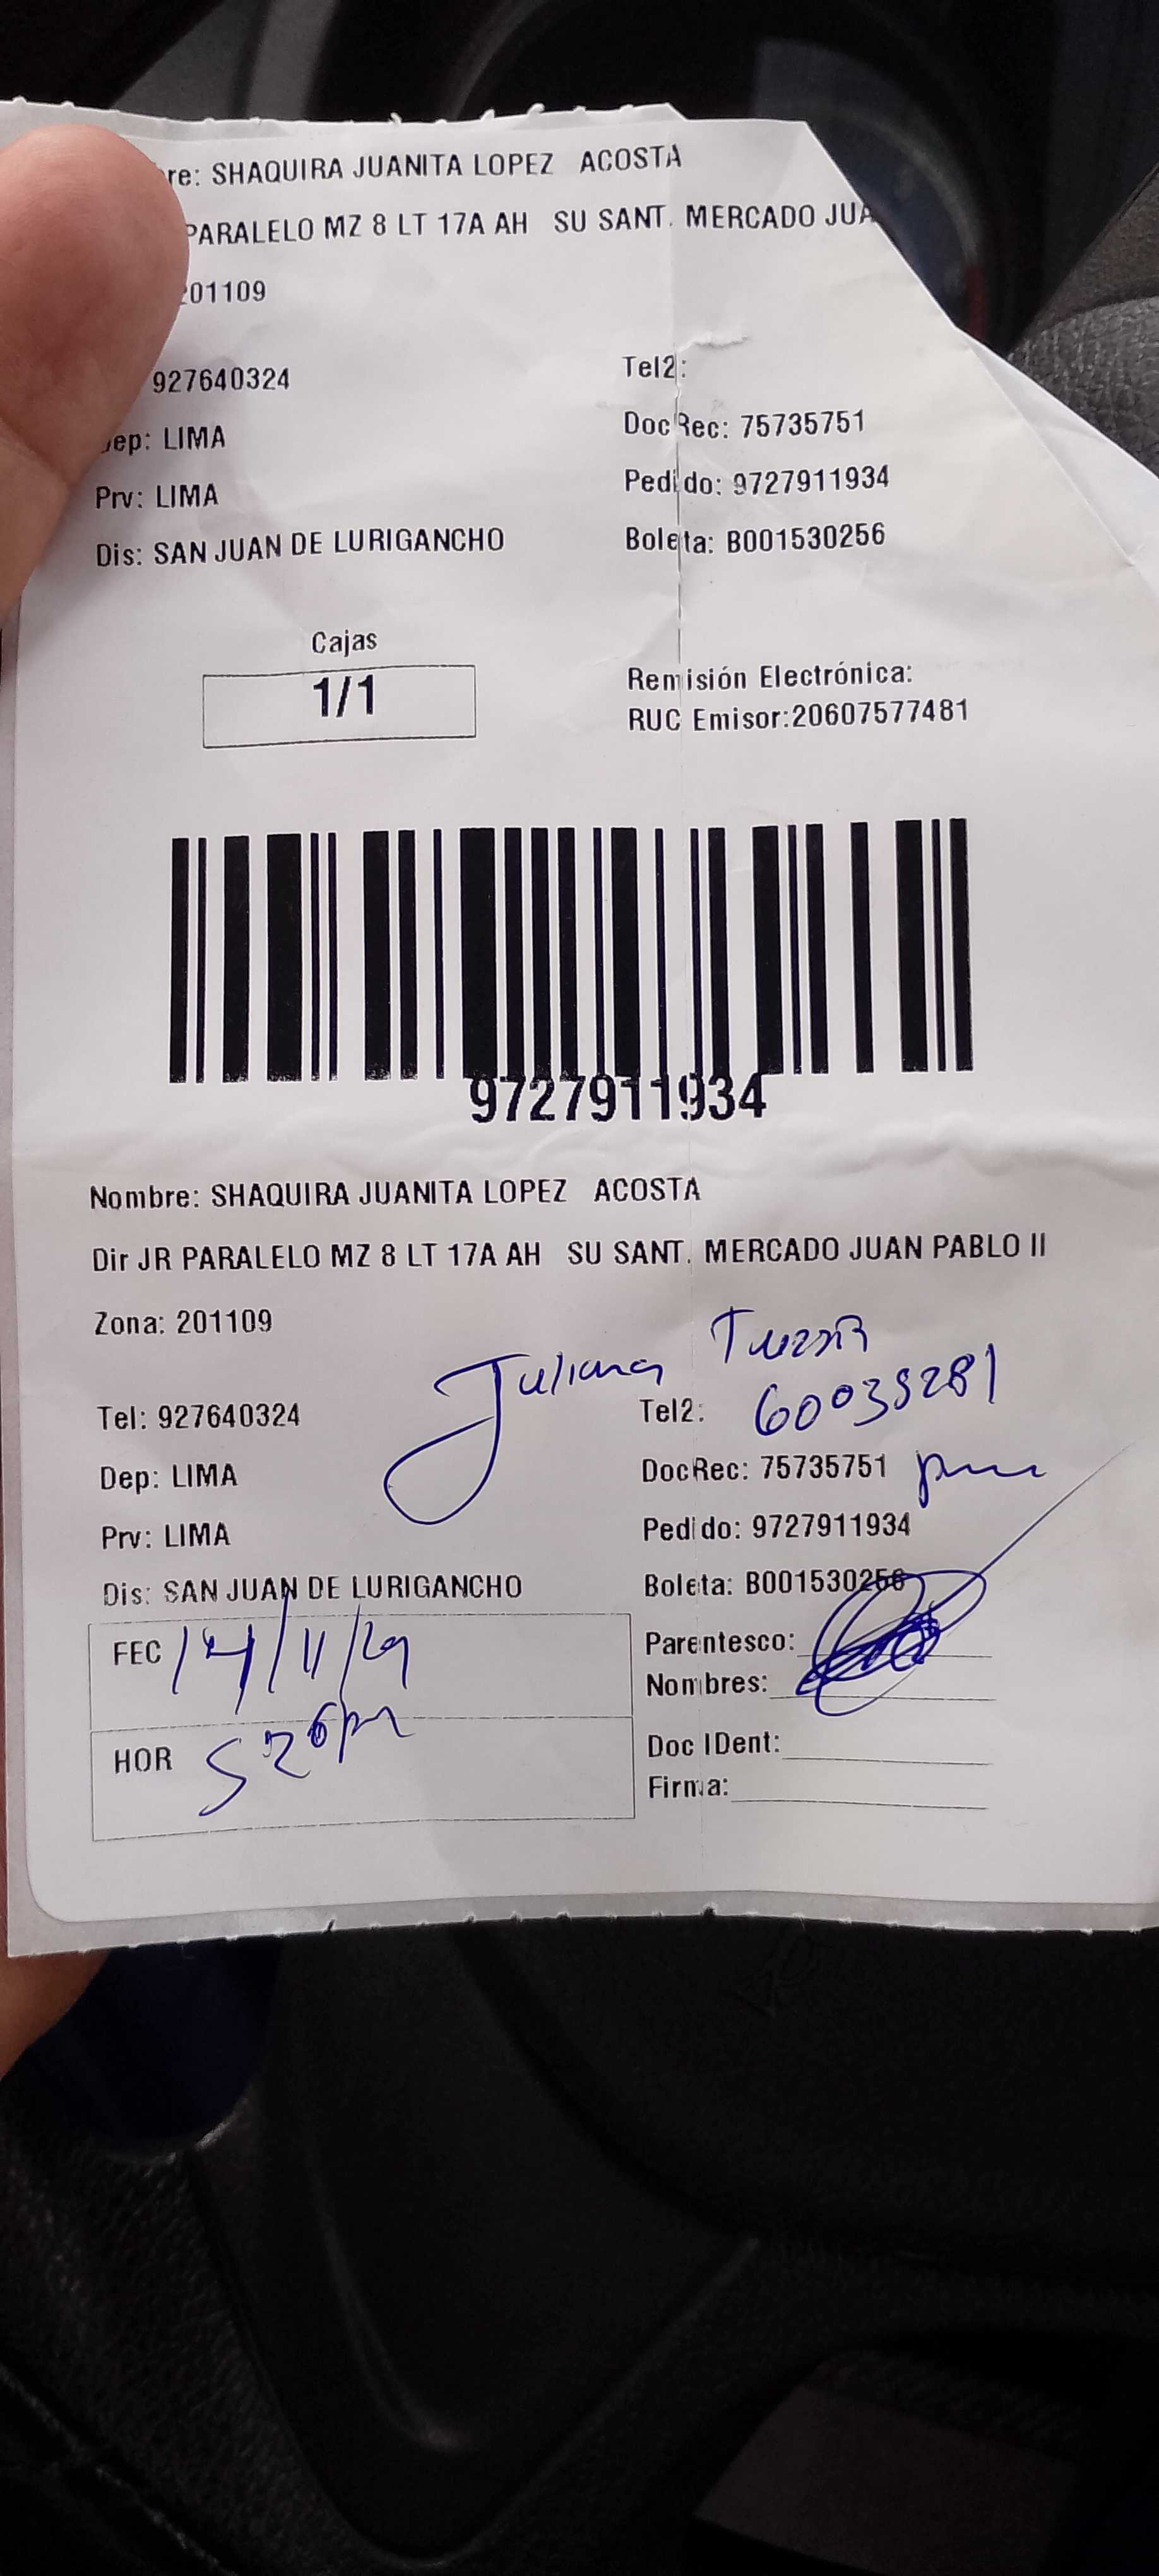 re: SHAQUIRA JUANITA LOPEZ ACOSTA
PARALELO MZ 8 LT 17A AH SU SANT. MERCADO JUA
201109
927640324
Tel2:
ep: LIMA
DocRec: 75735751
Prv: LIMA
Pedido: 9727911934
Dis: SAN JUAN DE LURIGANCHO
Boleta: B001530256
Cajas
1/1
Remisión Electrónica:
RUC Emisor:20607577481
9727911934
Nombre: SHAQUIRA JUANITA LOPEZ ACOSTA
Dir JR PARALELO MZ 8 LT 17A AH SU SANT. MERCADO JUAN PABLO II
Zona: 201109
Juliana
Tel: 927640324
Tel2: 60039281
Dep: LIMA
DocRec: 75735751
Prv: LIMA
Pedido: 9727911934
Dis: SAN JUAN DE LURIGANCHO
Boleta: B001530256
FEC 14/11/24
Parentesco:
Nombres:
HOR 526pm
Doc IDent:
Firma: